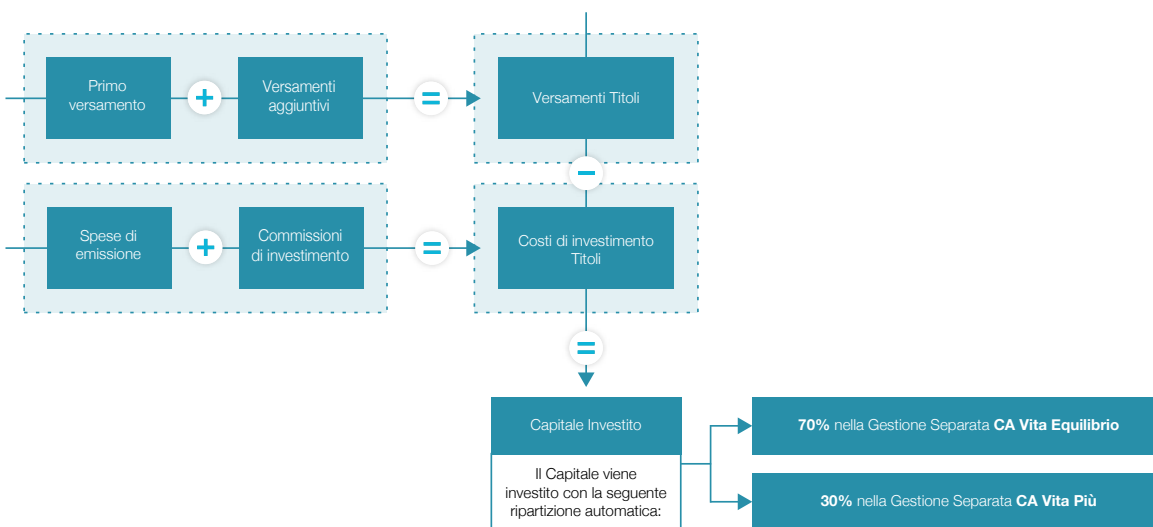 Primo
versamento
+
Versamenti
aggiuntivi
=
Versamenti Titoli
−
Spese di
emissione
+
Commissioni
di investimento
=
Costi di investimento
Titoli
=
Capitale Investito
Il Capitale viene
investito con la seguente
ripartizione automatica:
70% nella Gestione Separata CA Vita Equilibrio
30% nella Gestione Separata CA Vita Più